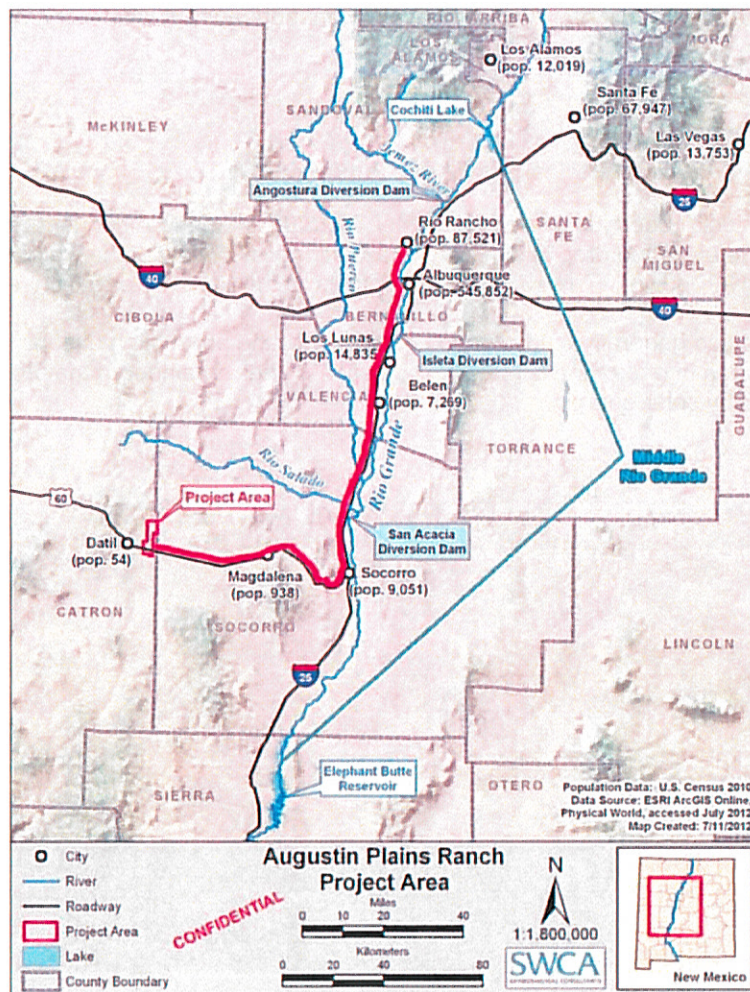 RIO ARRIBA
LOS
ALAMOS
MORA
Los Alamos
(pop. 12,019)
Santa Fe
(pop. 67,947)
SANDOVAL
Cochiti Lake
McKINLEY
Las Vegas
(pop. 13,753)
Jemez River
Angostura Diversion Dam
25
Rio Rancho
(pop. 87,521)
SANTA
FE
Rio Puerco
SAN
MIGUEL
40
Albuquerque
(pop. 545,852)
40
CIBOLA
BERNALILLO
Los Lunas
(pop. 14,835)
Isleta Diversion Dam
GUADALUPE
Belen
(pop. 7,269)
VALENCIA
TORRANCE
Rio Grande
Middle
Rio Grande
Rio Salado
60
Project Area
San Acacia
Diversion Dam
Datil
(pop. 54)
Magdalena
(pop. 938)
Socorro
(pop. 9,051)
CATRON
SOCORRO
LINCOLN
25
Elephant Butte
Reservoir
SIERRA
OTERO
Population Data: U.S. Census 2010
Data Source: ESRI ArcGIS Online,
Physical World, accessed July 2012
Map Created: 7/11/2012
City
River
Roadway
Project Area
Lake
County Boundary
Augustin Plains Ranch
Project Area
CONFIDENTIAL
Miles
0 10 20 40
Kilometers
0 20 40 80
N
1:1,800,000
SWCA
ENVIRONMENTAL CONSULTANTS
New Mexico